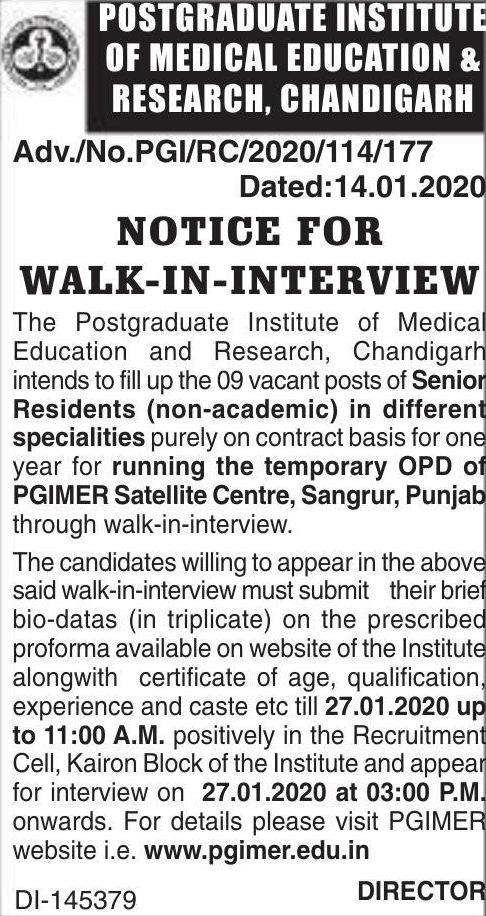 POSTGRADUATE INSTITUTE
OF MEDICAL EDUCATION &
RESEARCH, CHANDIGARH
Adv./No.PGI/RC/2020/114/177
Dated:14.01.2020
NOTICE FOR
WALK-IN-INTERVIEW
The Postgraduate Institute of Medical
Education and Research, Chandigarh
intends to fill up the 09 vacant posts of Senior
Residents (non-academic) in different
specialities purely on contract basis for one
year for running the temporary OPD of
PGIMER Satellite Centre, Sangrur, Punjab
through walk-in-interview.
The candidates willing to appear in the above
said walk-in-interview must submit their brief
bio-datas (in triplicate) on the prescribed
proforma available on website of the Institute
alongwith certificate of age, qualification,
experience and caste etc till 27.01.2020 up
to 11:00 A.M. positively in the Recruitment
Cell, Kairon Block of the Institute and appear
for interview on 27.01.2020 at 03:00 P.M.
onwards. For details please visit PGIMER
website i.e. www.pgimer.edu.in
DI-145379
DIRECTOR